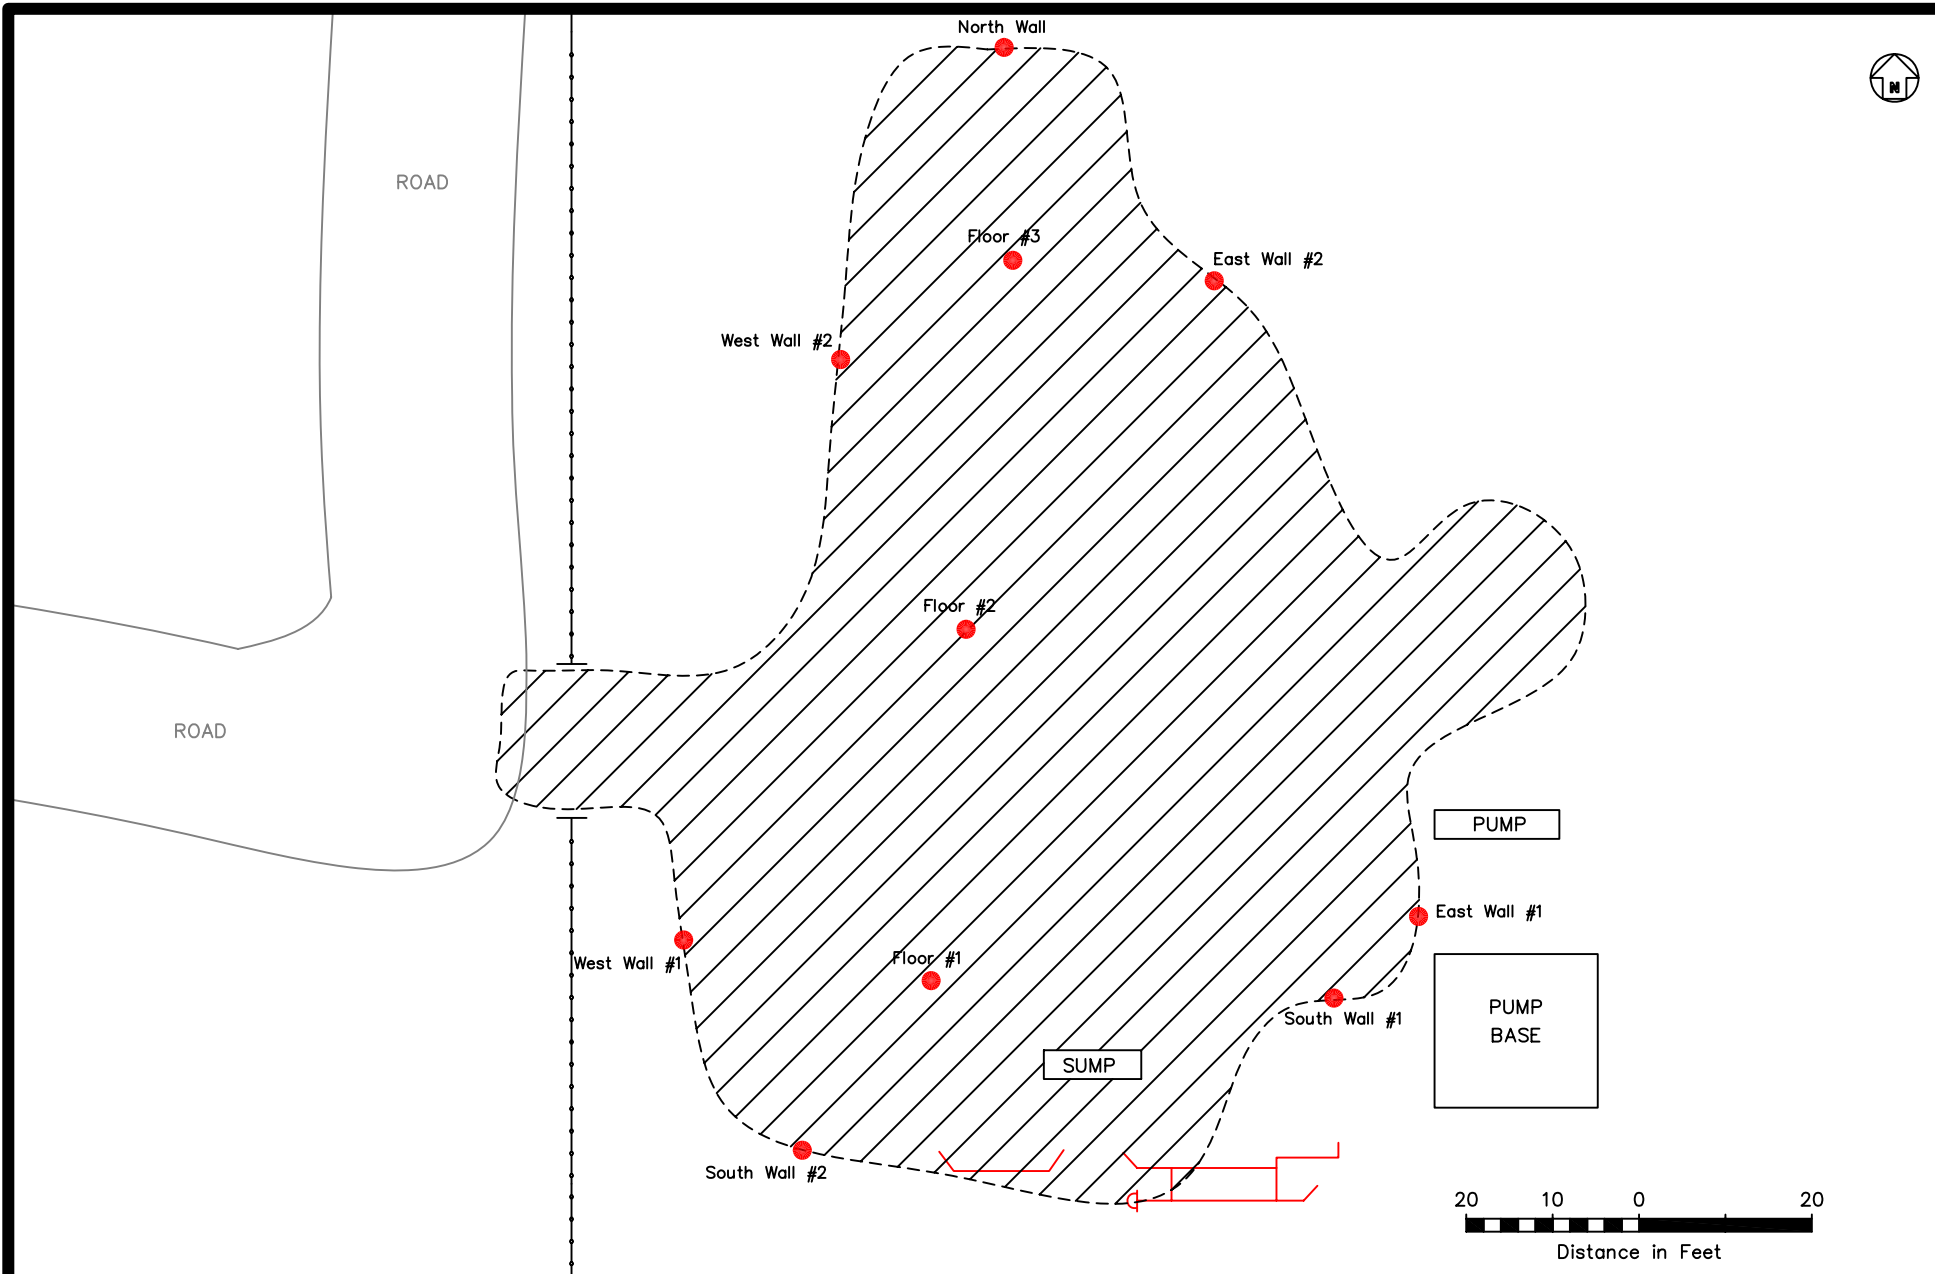 North Wall
N
ROAD
Floor #3
East Wall #2
West Wall #2
Floor #2
ROAD
PUMP
East Wall #1
West Wall #1
Floor #1
PUMP
BASE
South Wall #1
SUMP
South Wall #2
20 10 0 20
Distance in Feet